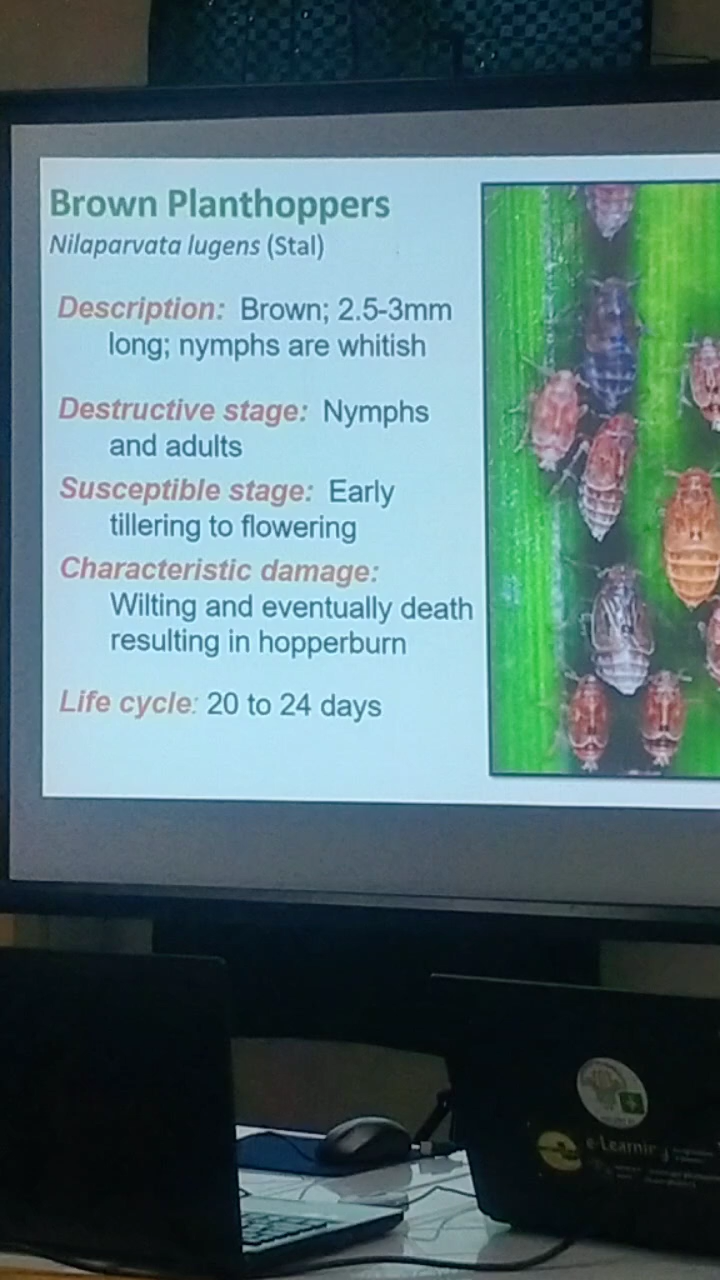 Brown Planthoppers
Nilaparvata lugens (Stal)
Description: Brown; 2.5-3mm
long; nymphs are whitish
Destructive stage: Nymphs
and adults
Susceptible stage: Early
tillering to flowering
Characteristic damage:
Wilting and eventually death
resulting in hopperburn
Life cycle: 20 to 24 days
e-Learning